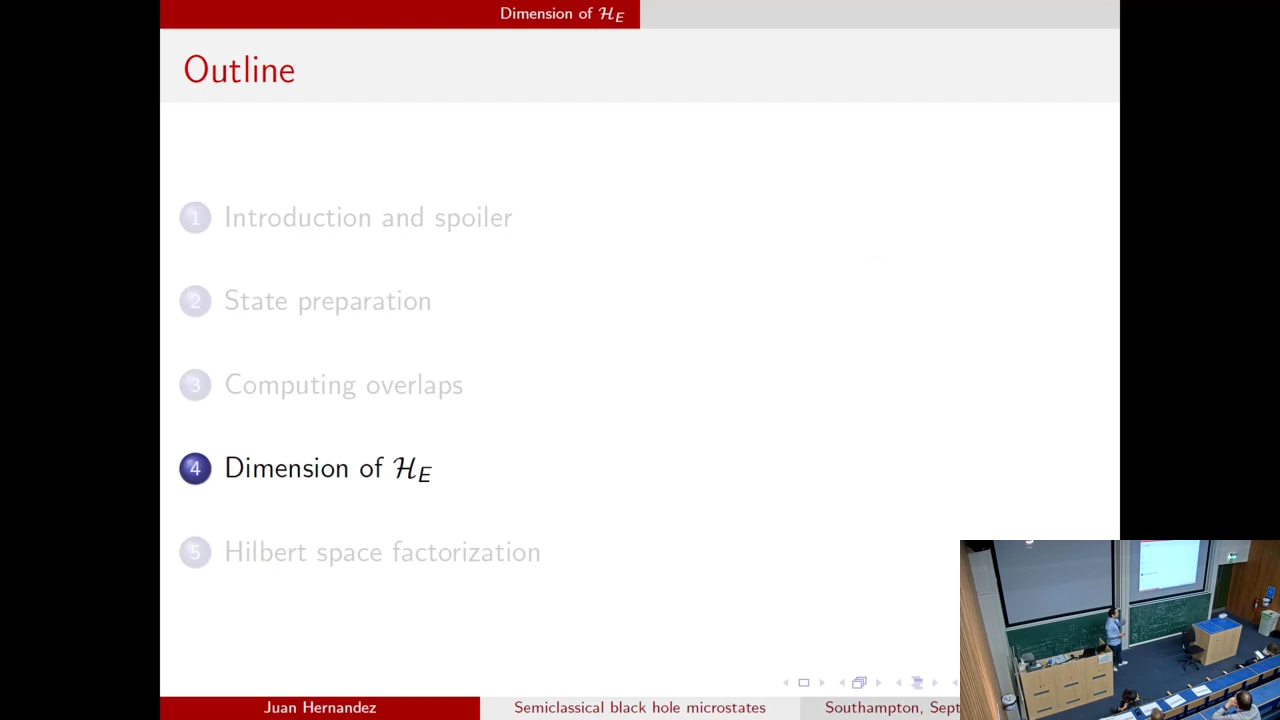 Dimension of ℋ_E
Outline
1 Introduction and spoiler
2 State preparation
3 Computing overlaps
4 Dimension of ℋ_E
5 Hilbert space factorization
Juan Hernandez Semiclassical black hole microstates Southampton, Sept